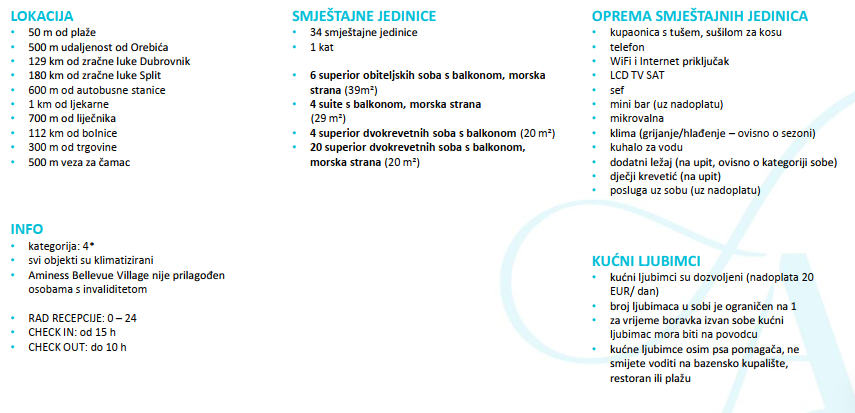 LOKACIJA
• 50 m od plaže
• 500 m udaljenost od Orebića
• 129 km od zračne luke Dubrovnik
• 180 km od zračne luke Split
• 600 m od autobusne stanice
• 1 km od ljekarne
• 700 m od liječnika
• 112 km od bolnice
• 300 m od trgovine
• 500 m veza za čamac
INFO
• kategorija: 4*
• svi objekti su klimatizirani
• Aminess Bellevue Village nije prilagođen
osobama s invaliditetom
• RAD RECEPCIJE: 0 – 24
• CHECK IN: od 15 h
• CHECK OUT: do 10 h
SMJEŠTAJNE JEDINICE
• 34 smještajne jedinice
• 1 kat
• 6 superior obiteljskih soba s balkonom, morska
strana (39m²)
• 4 suite s balkonom, morska strana
(29 m²)
• 4 superior dvokrevetnih soba s balkonom (20 m²)
• 20 superior dvokrevetnih soba s balkonom,
morska strana (20 m²)
OPREMA SMJEŠTAJNIH JEDINICA
• kupaonica s tušem, sušilom za kosu
• telefon
• WiFi i Internet priključak
• LCD TV SAT
• sef
• mini bar (uz nadoplatu)
• mikrovalna
• klima (grijanje/hlađenje – ovisno o sezoni)
• kuhalo za vodu
• dodatni ležaj (na upit, ovisno o kategoriji sobe)
• dječji krevetić (na upit)
• posluga uz sobu (uz nadoplatu)
KUĆNI LJUBIMCI
• kućni ljubimci su dozvoljeni (nadoplata 20
EUR/ dan)
• broj ljubimaca u sobi je ograničen na 1
• za vrijeme boravka izvan sobe kućni
ljubimac mora biti na povodcu
• kućne ljubimce osim psa pomagača, ne
smijete voditi na bazensko kupalište,
restoran ili plažu